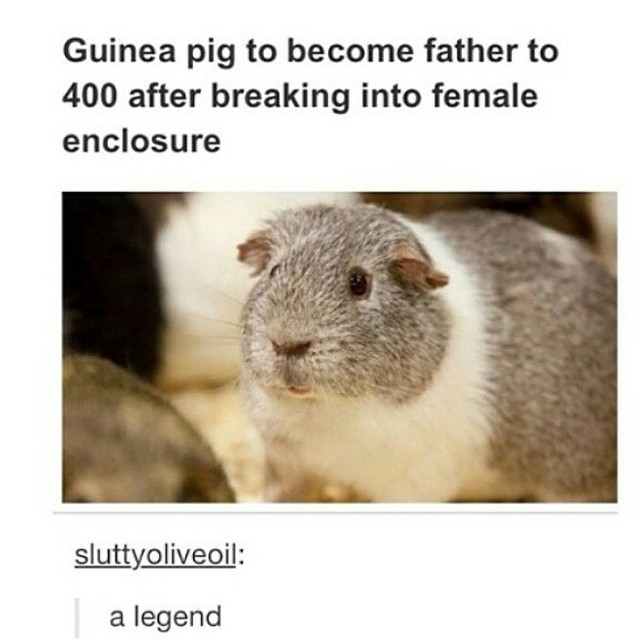 Guinea pig to become father to
400 after breaking into female
enclosure
sluttyoliveoil:
a legend